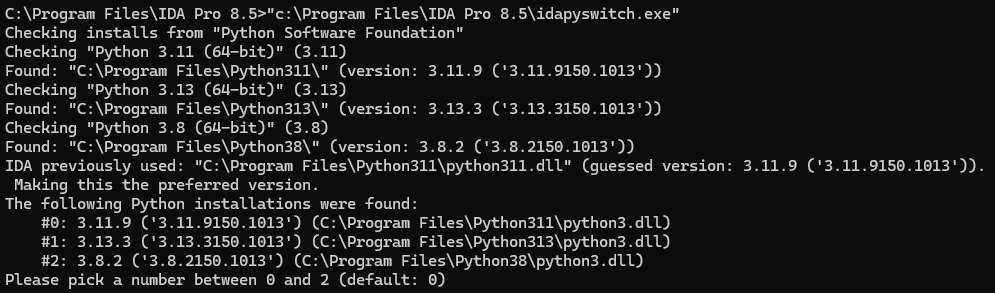 C:\Program Files\IDA Pro 8.5>"c:\Program Files\IDA Pro 8.5\idapyswitch.exe"
Checking installs from "Python Software Foundation"
Checking "Python 3.11 (64-bit)" (3.11)
Found: "C:\Program Files\Python311\" (version: 3.11.9 ('3.11.9150.1013'))
Checking "Python 3.13 (64-bit)" (3.13)
Found: "C:\Program Files\Python313\" (version: 3.13.3 ('3.13.3150.1013'))
Checking "Python 3.8 (64-bit)" (3.8)
Found: "C:\Program Files\Python38\" (version: 3.8.2 ('3.8.2150.1013'))
IDA previously used: "C:\Program Files\Python311\python311.dll" (guessed version: 3.11.9 ('3.11.9150.1013')).
 Making this the preferred version.
The following Python installations were found:
    #0: 3.11.9 ('3.11.9150.1013') (C:\Program Files\Python311\python3.dll)
    #1: 3.13.3 ('3.13.3150.1013') (C:\Program Files\Python313\python3.dll)
    #2: 3.8.2 ('3.8.2150.1013') (C:\Program Files\Python38\python3.dll)
Please pick a number between 0 and 2 (default: 0)